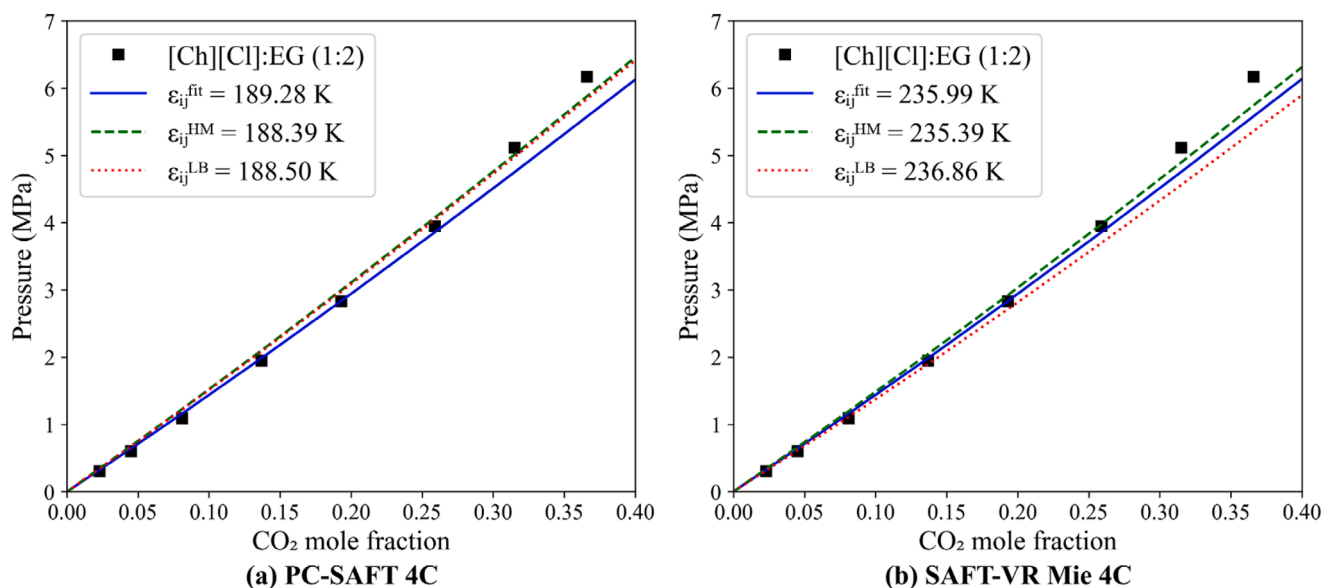 7
6
5
4
3
2
1
0
Pressure (MPa)
[Ch][Cl]:EG (1:2)
εᵢⱼᶠⁱᵗ = 189.28 K
εᵢⱼᴴᴹ = 188.39 K
εᵢⱼᴸᴮ = 188.50 K
0.00 0.05 0.10 0.15 0.20 0.25 0.30 0.35 0.40
CO₂ mole fraction
(a) PC-SAFT 4C
7
6
5
4
3
2
1
0
Pressure (MPa)
[Ch][Cl]:EG (1:2)
εᵢⱼᶠⁱᵗ = 235.99 K
εᵢⱼᴴᴹ = 235.39 K
εᵢⱼᴸᴮ = 236.86 K
0.00 0.05 0.10 0.15 0.20 0.25 0.30 0.35 0.40
CO₂ mole fraction
(b) SAFT-VR Mie 4C